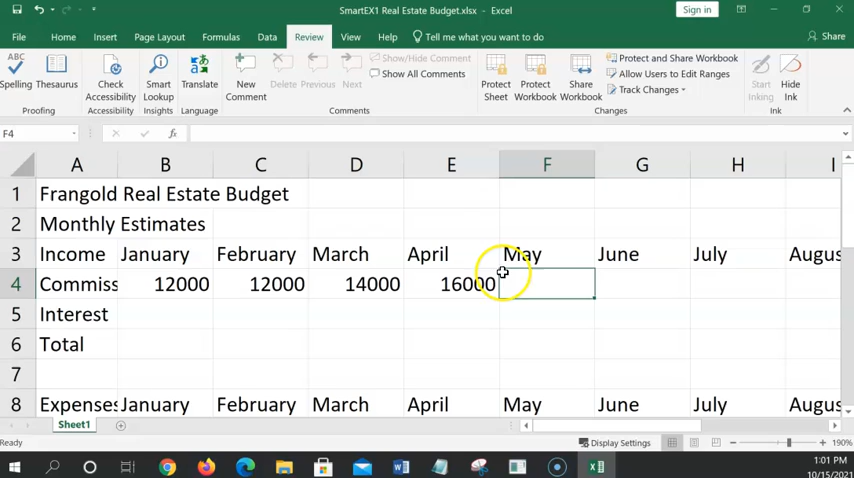 SmartEX1 Real Estate Budget.xlsx - Excel
Sign in
File Home Insert Page Layout Formulas Data Review View Help Tell me what you want to do Share
ABC
Spelling
Thesaurus
Proofing
Check Accessibility
Accessibility
Smart Lookup
Insights
Translate
Language
New Comment
Delete
Previous
Next
Show/Hide Comment
Show All Comments
Comments
Protect Sheet
Protect Workbook
Share Workbook
Protect and Share Workbook
Allow Users to Edit Ranges
Track Changes
Changes
Start Inking
Hide Ink
Ink
F4 fx
A B C D E F G H I
1 Frangold Real Estate Budget
2 Monthly Estimates
3 Income January February March April May June July Augus
4 Commiss 12000 12000 14000 16000
5 Interest
6 Total
7
8 Expenses January February March April May June July Augus
Sheet1
Ready Display Settings 190%
1:01 PM
10/15/2021